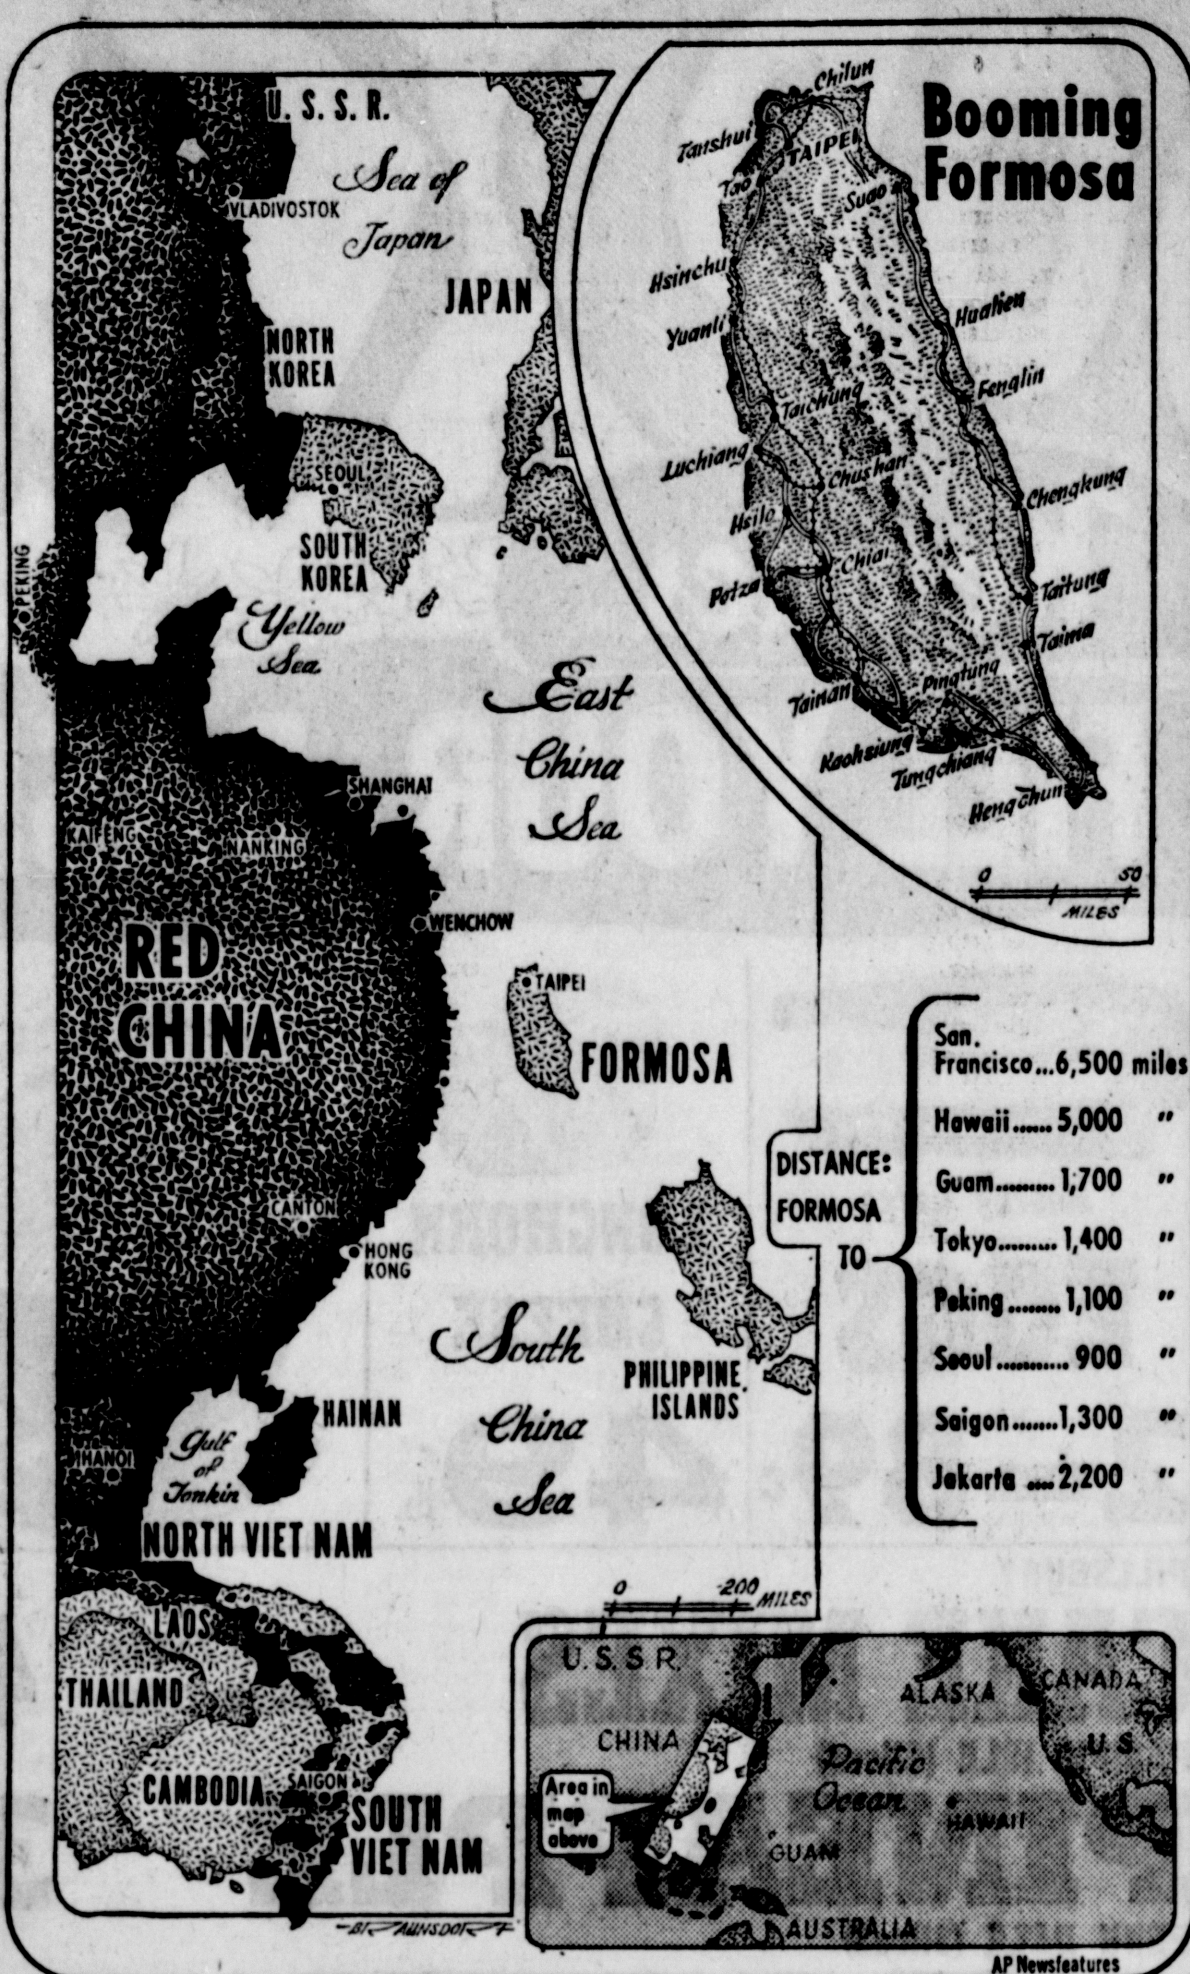 Booming
Formosa
Chilun
Tanshui
TAIPEI
Tao
Suao
Hsinchu
Hualien
Yuanli
Fenglin
Taichung
Luchiang
Chushan
Chengkung
Hsilo
Chiai
Potza
Taitung
Taima
Pingtung
Tainan
Kaohsiung
Tungchiang
Hengchun
0 50
MILES
U. S. S. R.
Sea of
Japan
VLADIVOSTOK
JAPAN
NORTH
KOREA
SEOUL
SOUTH
KOREA
PEKING
Yellow
Sea
East
China
Sea
SHANGHAI
KAIFENG
NANKING
WENCHOW
RED
CHINA
TAIPEI
FORMOSA
CANTON
HONG
KONG
South
China
Sea
PHILIPPINE
ISLANDS
HAINAN
HANOI
Gulf
of
Tonkin
NORTH VIET NAM
LAOS
THAILAND
CAMBODIA
SAIGON
SOUTH
VIET NAM
0 200 MILES
DISTANCE:
FORMOSA
TO
San.
Francisco...6,500 miles
Hawaii......5,000 "
Guam.........1,700 "
Tokyo.........1,400 "
Peking........1,100 "
Seoul...........900 "
Saigon.......1,300 "
Jakarta ....2,200 "
U. S. S R.
ALASKA
CANADA
CHINA
U. S.
Pacific
Ocean
Area in
map
above
HAWAII
GUAM
AUSTRALIA
AP Newsfeatures